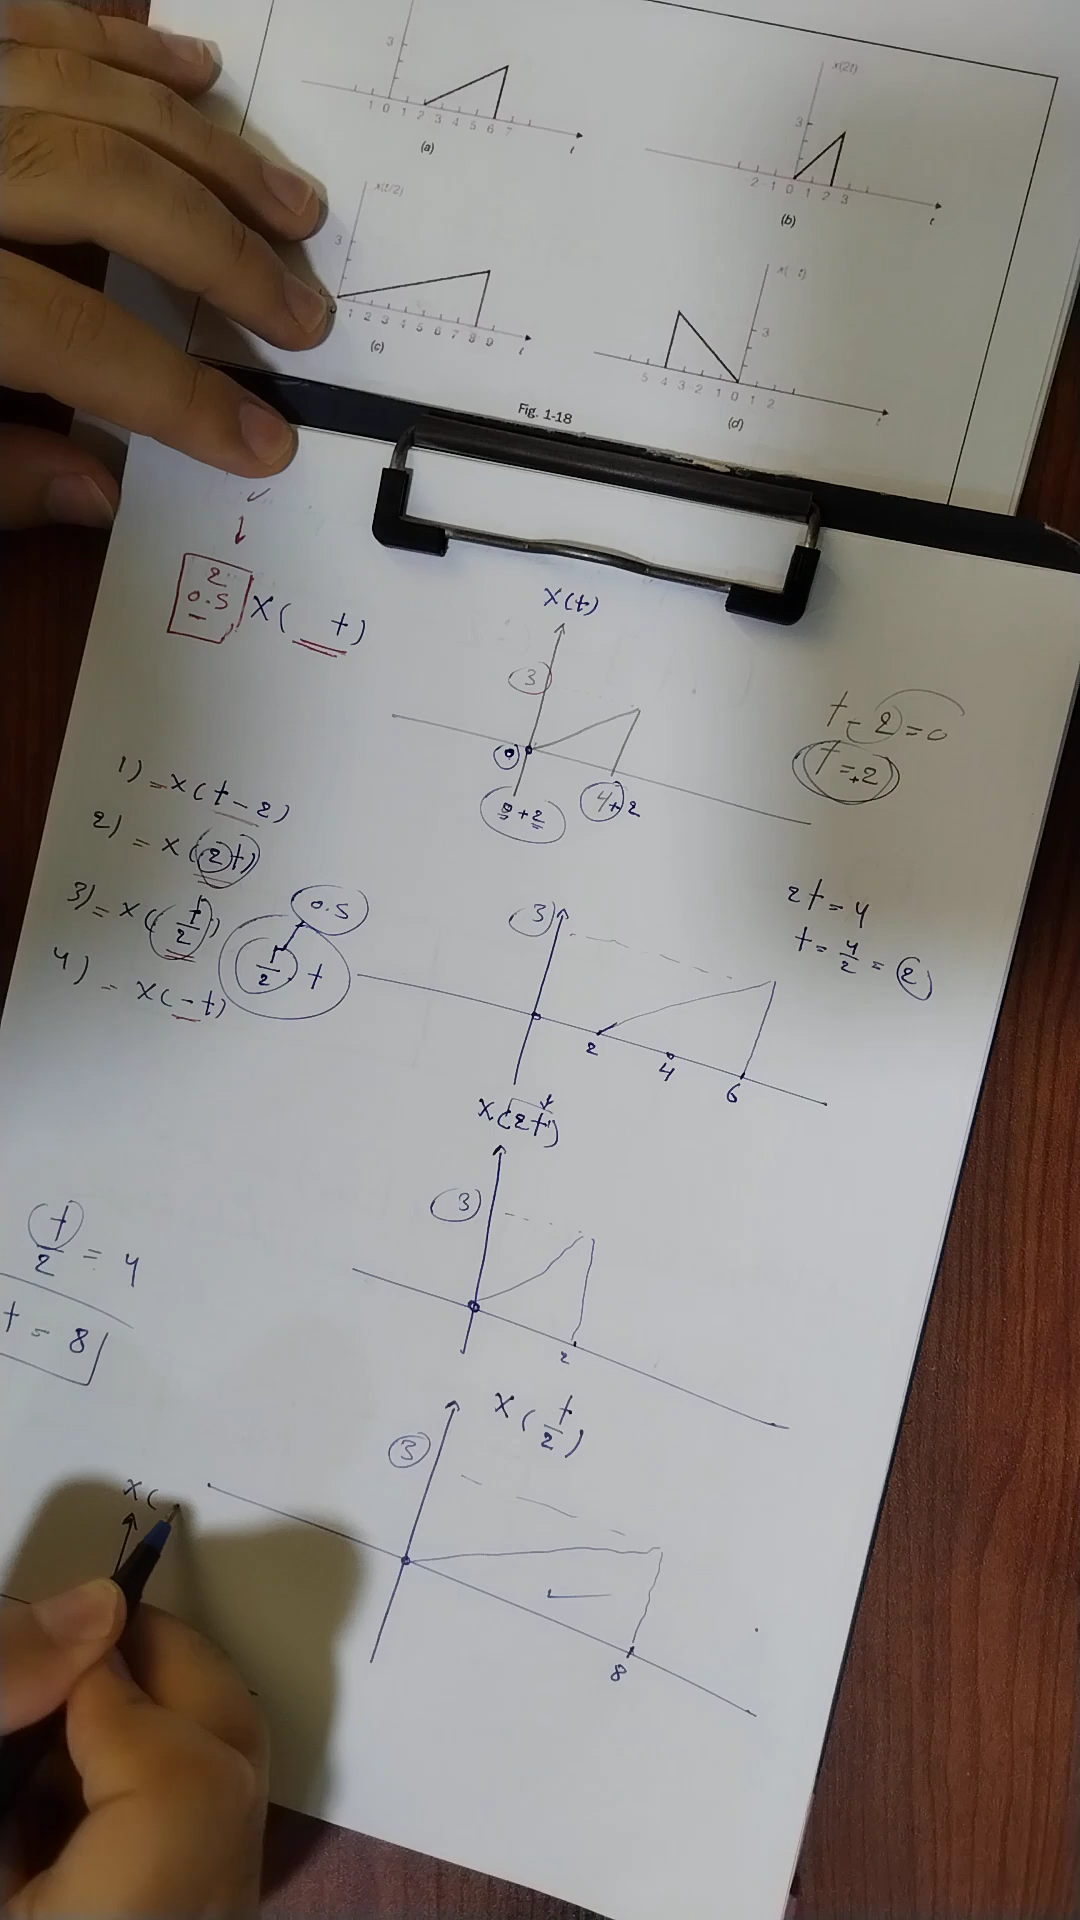 3
1 0 1 2 3 4 5 6 7
t
(a)
x(2t)
3
2 1 0 1 2 3
t
(b)
x(t/2)
3
1 2 3 4 5 6 7 8 9
t
(c)
3
5 4 3 2 1 0 1 2
t
(d)
Fig. 1-18
2
0.5 x( t)
x(t)
3
0
4+2
+2
t-2=0
t=+2
1) = x(t-2)
2) = x(2t)
3) = x(t/2)
4) = x(-t)
0.5
1/2 . t
3
2 4 6
2t = 4
t = 4/2 = 2
x(2t)
3
2
t/2 = 4
t = 8
x(t/2)
3
8
x(